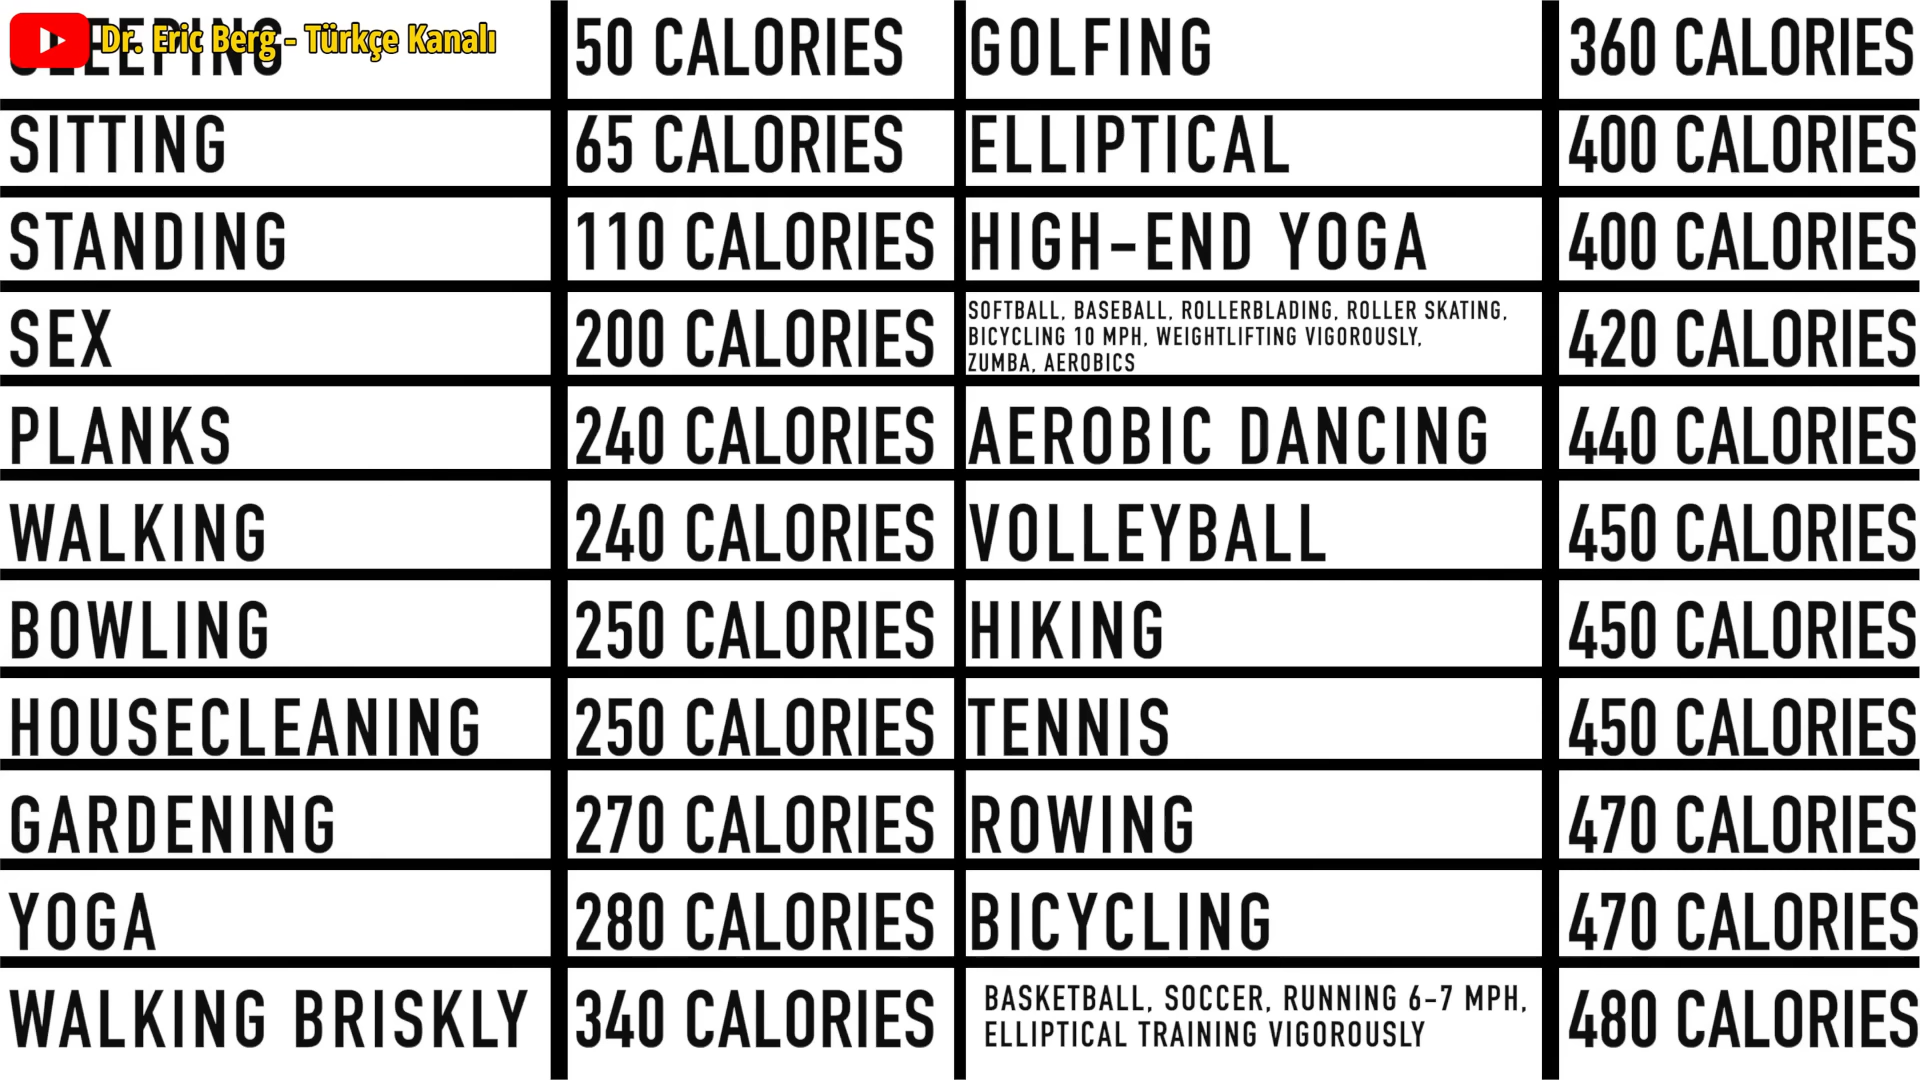 Dr. Eric Berg - Türkçe Kanalı
SLEEPING 50 CALORIES GOLFING 360 CALORIES
SITTING 65 CALORIES ELLIPTICAL 400 CALORIES
STANDING 110 CALORIES HIGH-END YOGA 400 CALORIES
SEX 200 CALORIES SOFTBALL, BASEBALL, ROLLERBLADING, ROLLER SKATING,
BICYCLING 10 MPH, WEIGHTLIFTING VIGOROUSLY,
ZUMBA, AEROBICS 420 CALORIES
PLANKS 240 CALORIES AEROBIC DANCING 440 CALORIES
WALKING 240 CALORIES VOLLEYBALL 450 CALORIES
BOWLING 250 CALORIES HIKING 450 CALORIES
HOUSECLEANING 250 CALORIES TENNIS 450 CALORIES
GARDENING 270 CALORIES ROWING 470 CALORIES
YOGA 280 CALORIES BICYCLING 470 CALORIES
WALKING BRISKLY 340 CALORIES BASKETBALL, SOCCER, RUNNING 6-7 MPH,
ELLIPTICAL TRAINING VIGOROUSLY 480 CALORIES